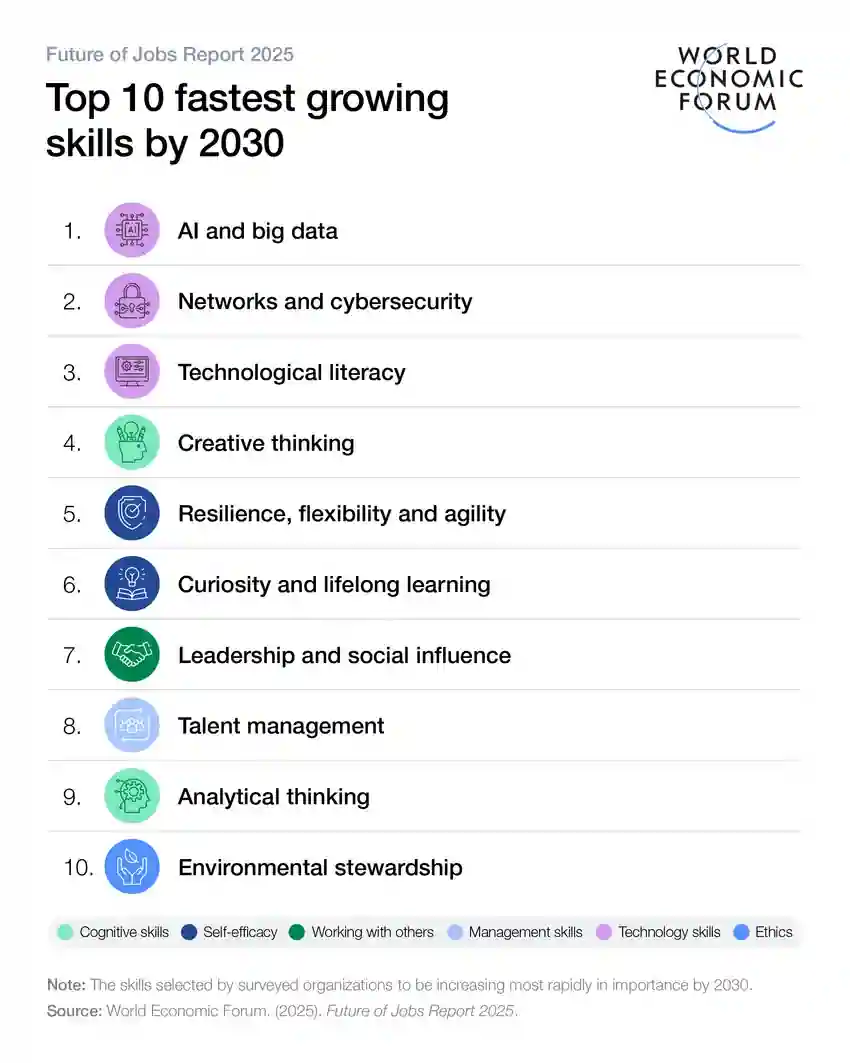 Future of Jobs Report 2025
WORLD
ECONOMIC
FORUM
Top 10 fastest growing
skills by 2030
1. AI and big data
2. Networks and cybersecurity
3. Technological literacy
4. Creative thinking
5. Resilience, flexibility and agility
6. Curiosity and lifelong learning
7. Leadership and social influence
8. Talent management
9. Analytical thinking
10. Environmental stewardship
Cognitive skills Self-efficacy Working with others Management skills Technology skills Ethics
Note: The skills selected by surveyed organizations to be increasing most rapidly in importance by 2030.
Source: World Economic Forum. (2025). Future of Jobs Report 2025.